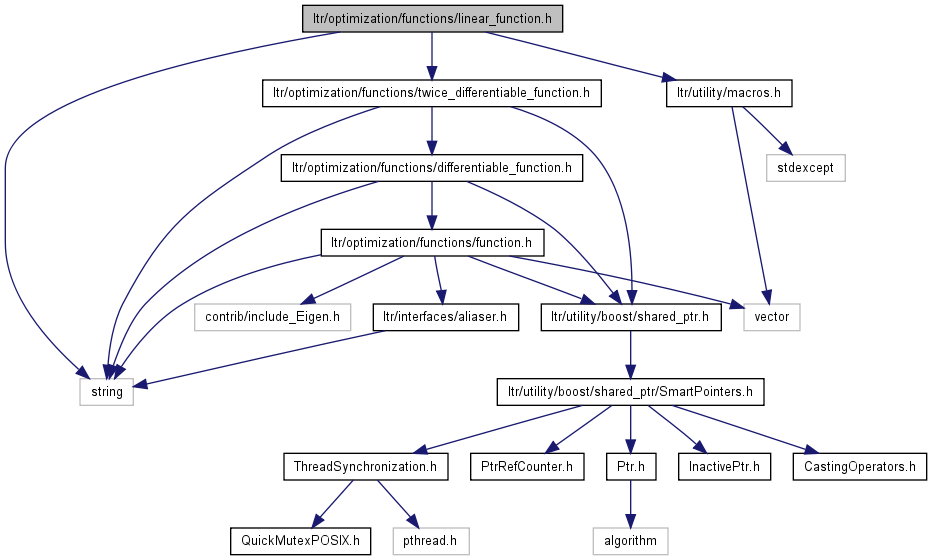 ltr/optimization/functions/linear_function.h
ltr/optimization/functions/twice_differentiable_function.h
ltr/utility/macros.h
ltr/optimization/functions/differentiable_function.h
stdexcept
ltr/optimization/functions/function.h
contrib/include_Eigen.h
ltr/interfaces/aliaser.h
ltr/utility/boost/shared_ptr.h
vector
string
ltr/utility/boost/shared_ptr/SmartPointers.h
ThreadSynchronization.h
PtrRefCounter.h
Ptr.h
InactivePtr.h
CastingOperators.h
QuickMutexPOSIX.h
pthread.h
algorithm